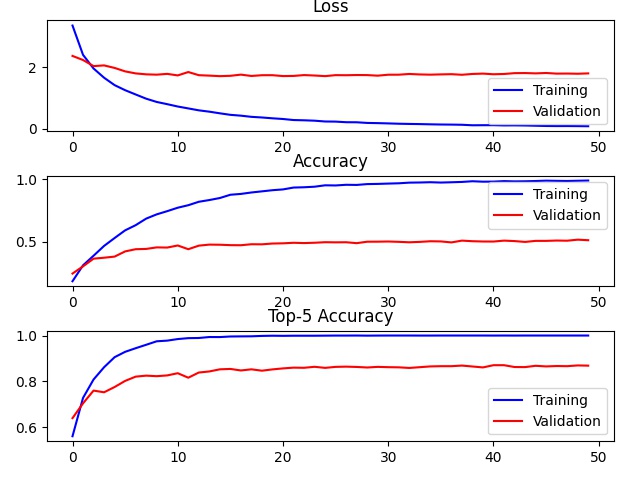 Loss
2
0
Training
Validation
0 10 20 30 40 50
Accuracy
1.0
0.5
Training
Validation
0 10 20 30 40 50
Top-5 Accuracy
1.0
0.8
0.6
Training
Validation
0 10 20 30 40 50